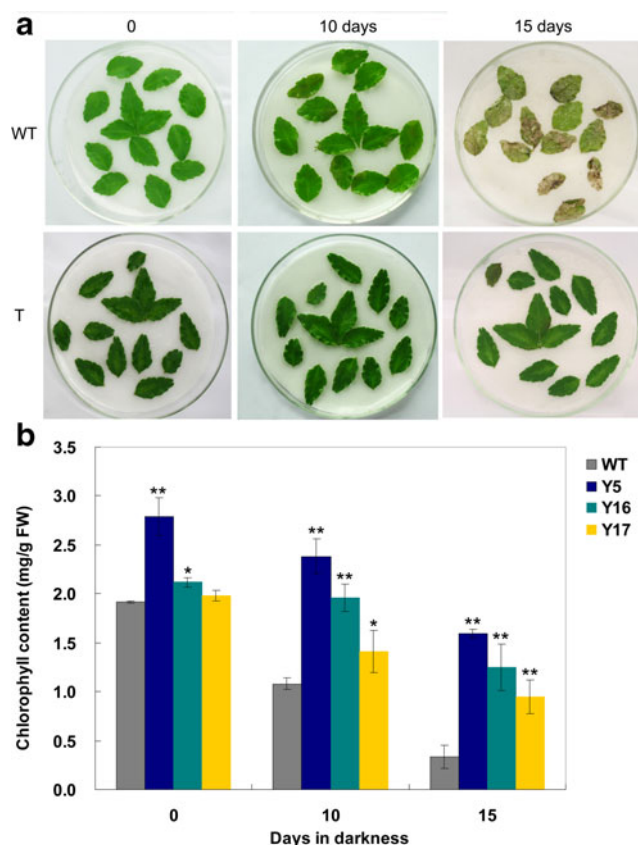 a
0 10 days 15 days
WT
T
b
3.5
3.0
2.5
2.0
1.5
1.0
0.5
0.0
Chlorophyll content (mg/g FW)
** * ** ** * ** ** **
WT
Y5
Y16
Y17
0 10 15
Days in darkness